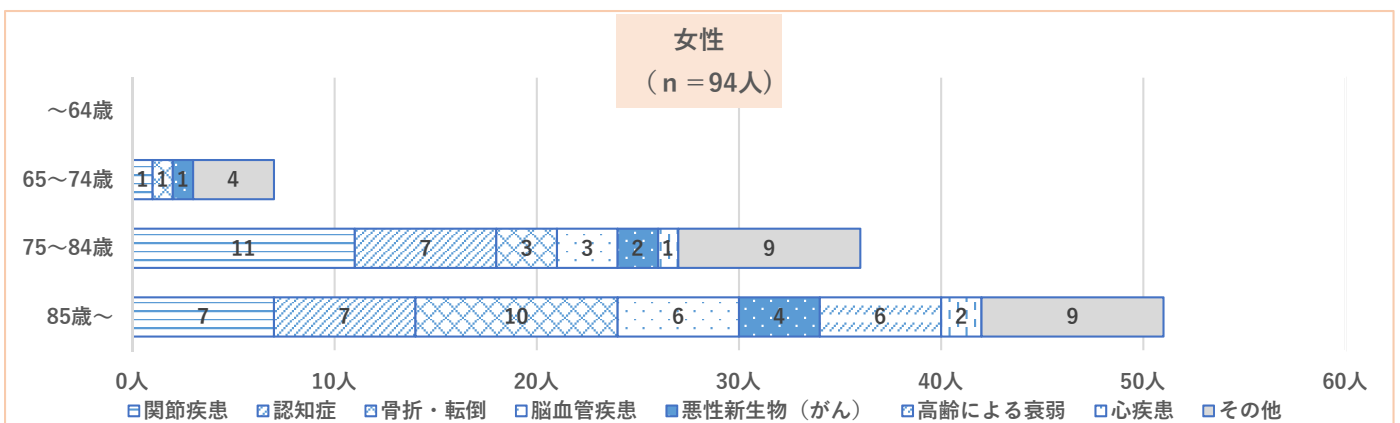 女性
（ｎ＝94人）
～64歳
65～74歳
1 1 1 4
75～84歳
11 7 3 3 2 1 9
85歳～
7 7 10 6 4 6 2 9
0人 10人 20人 30人 40人 50人 60人
関節疾患 認知症 骨折・転倒 脳血管疾患 悪性新生物（がん） 高齢による衰弱 心疾患 その他